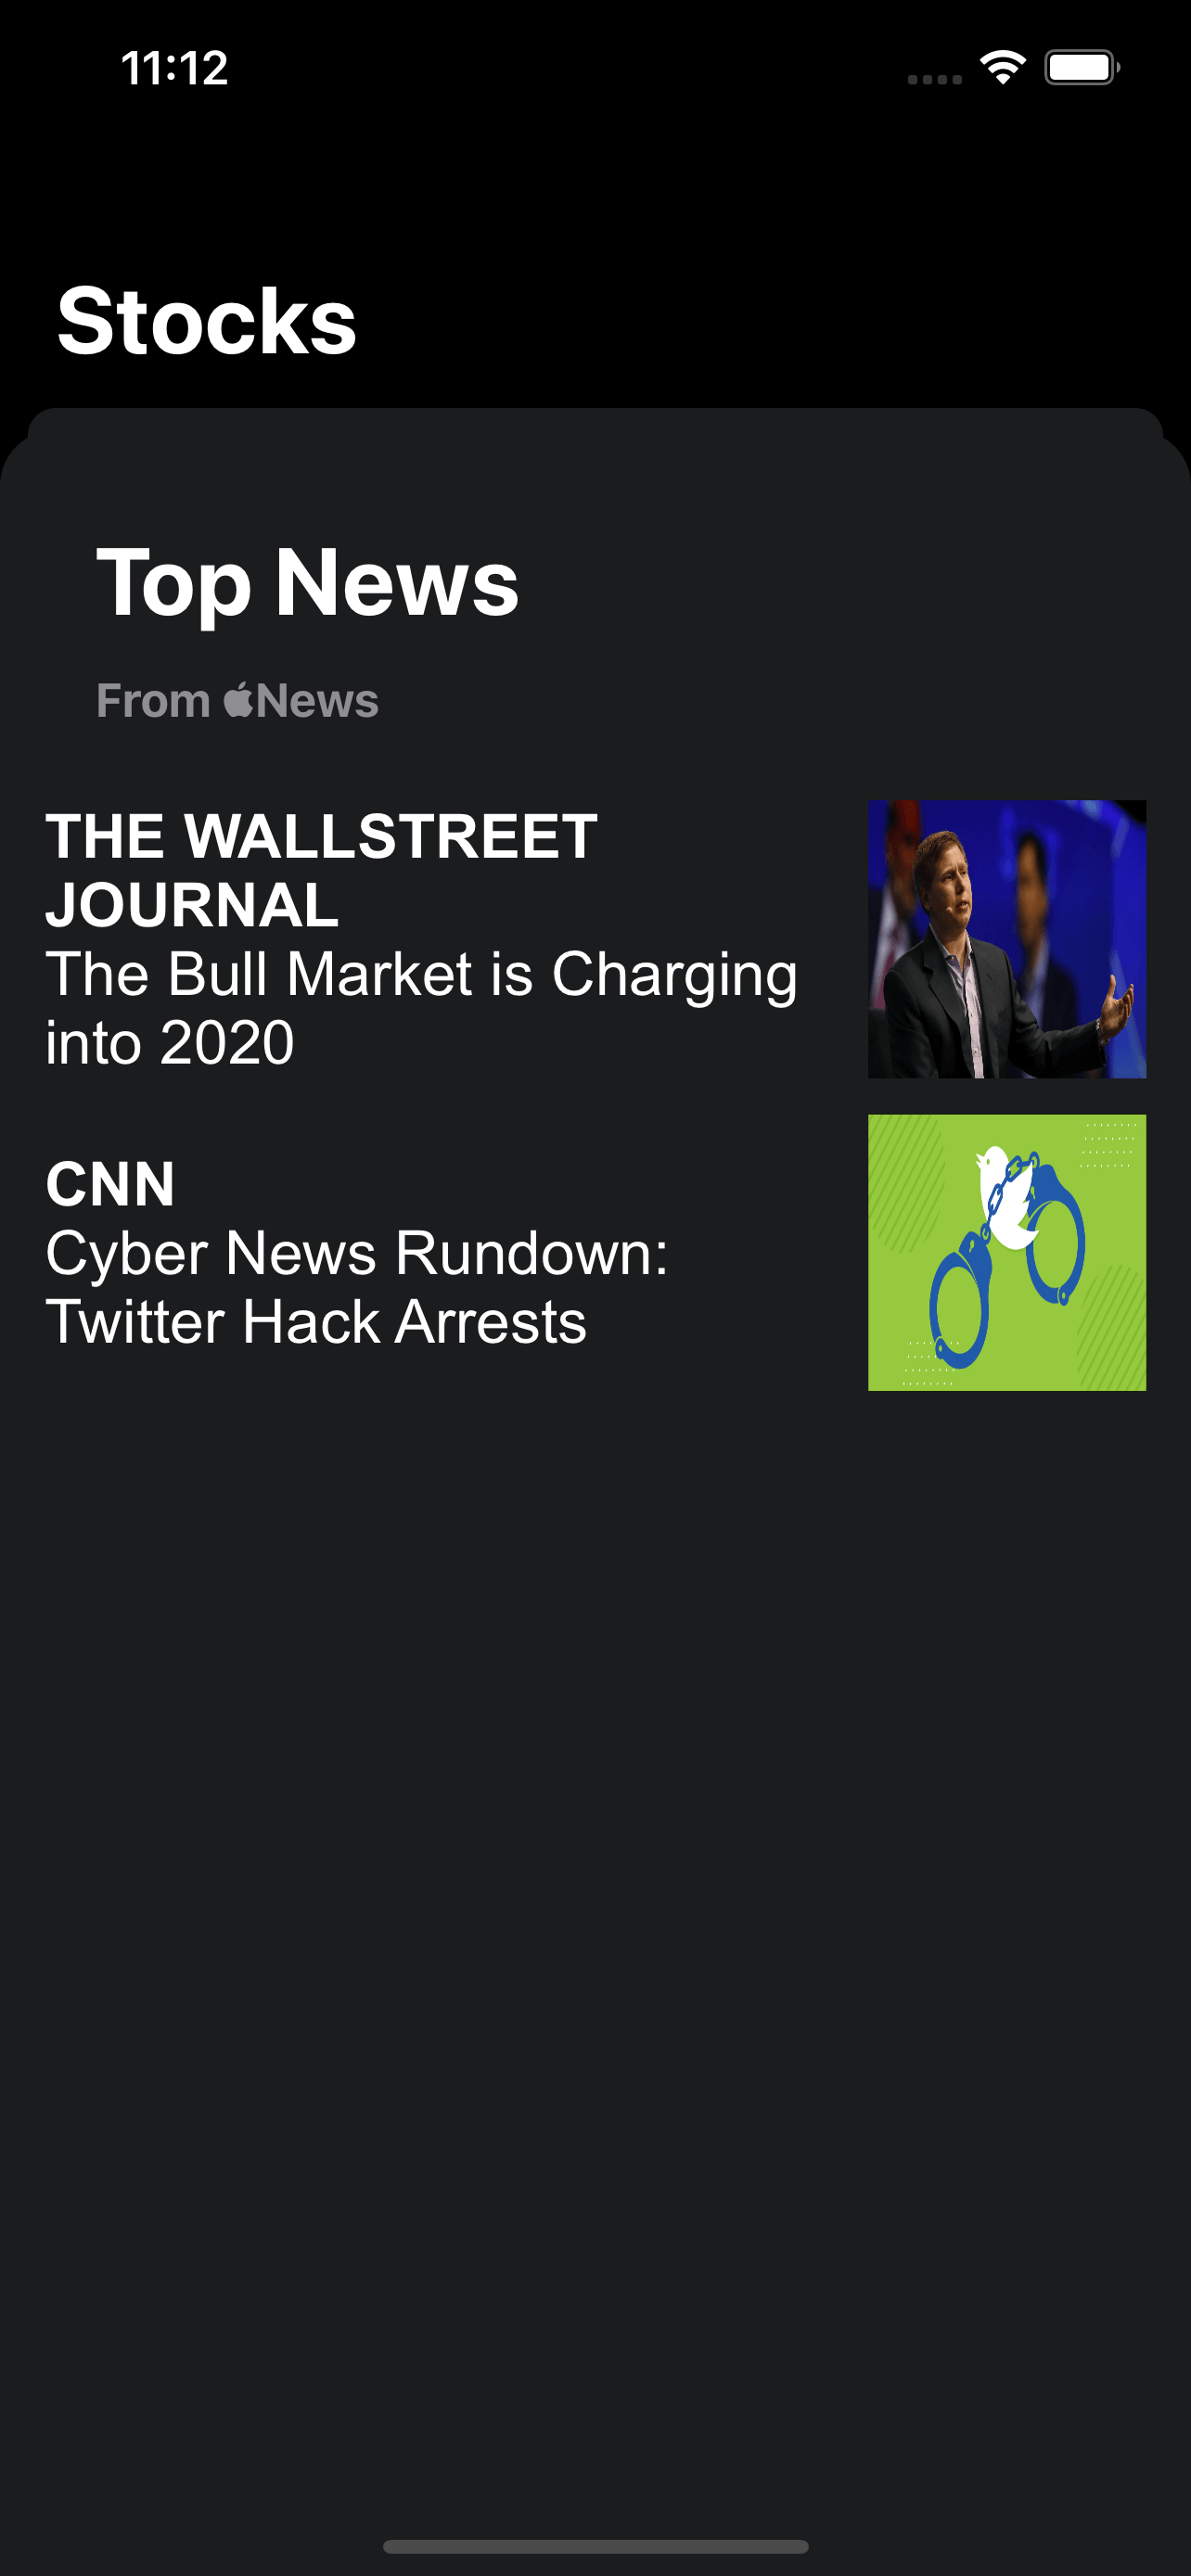 11:12
Stocks
Top News
From News
THE WALLSTREET
JOURNAL
The Bull Market is Charging
into 2020
CNN
Cyber News Rundown:
Twitter Hack Arrests